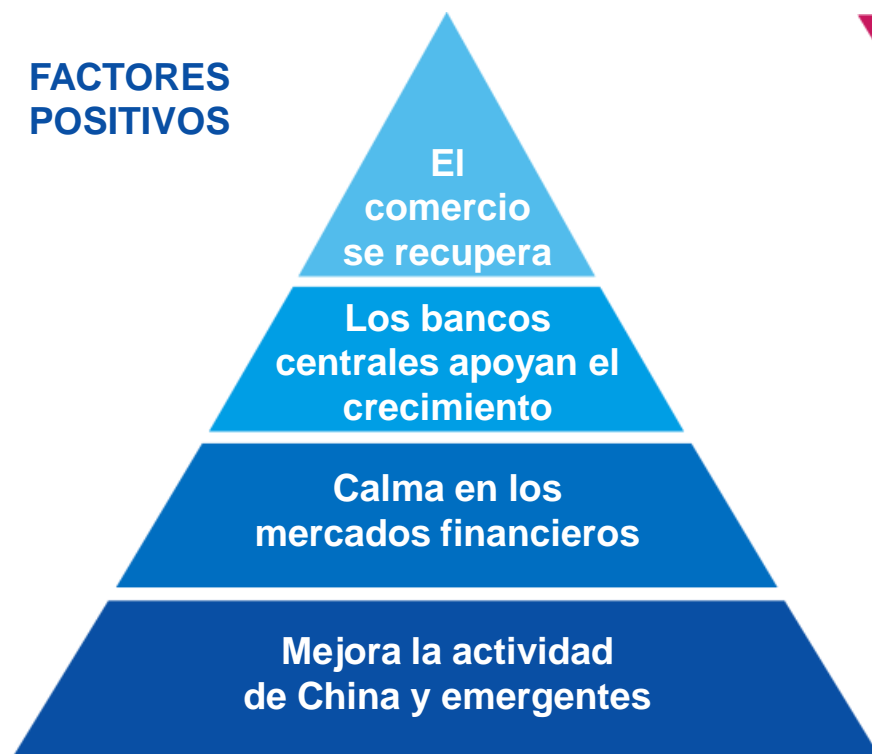 FACTORES
POSITIVOS
El
comercio
se recupera
Los bancos
centrales apoyan el
crecimiento
Calma en los
mercados financieros
Mejora la actividad
de China y emergentes